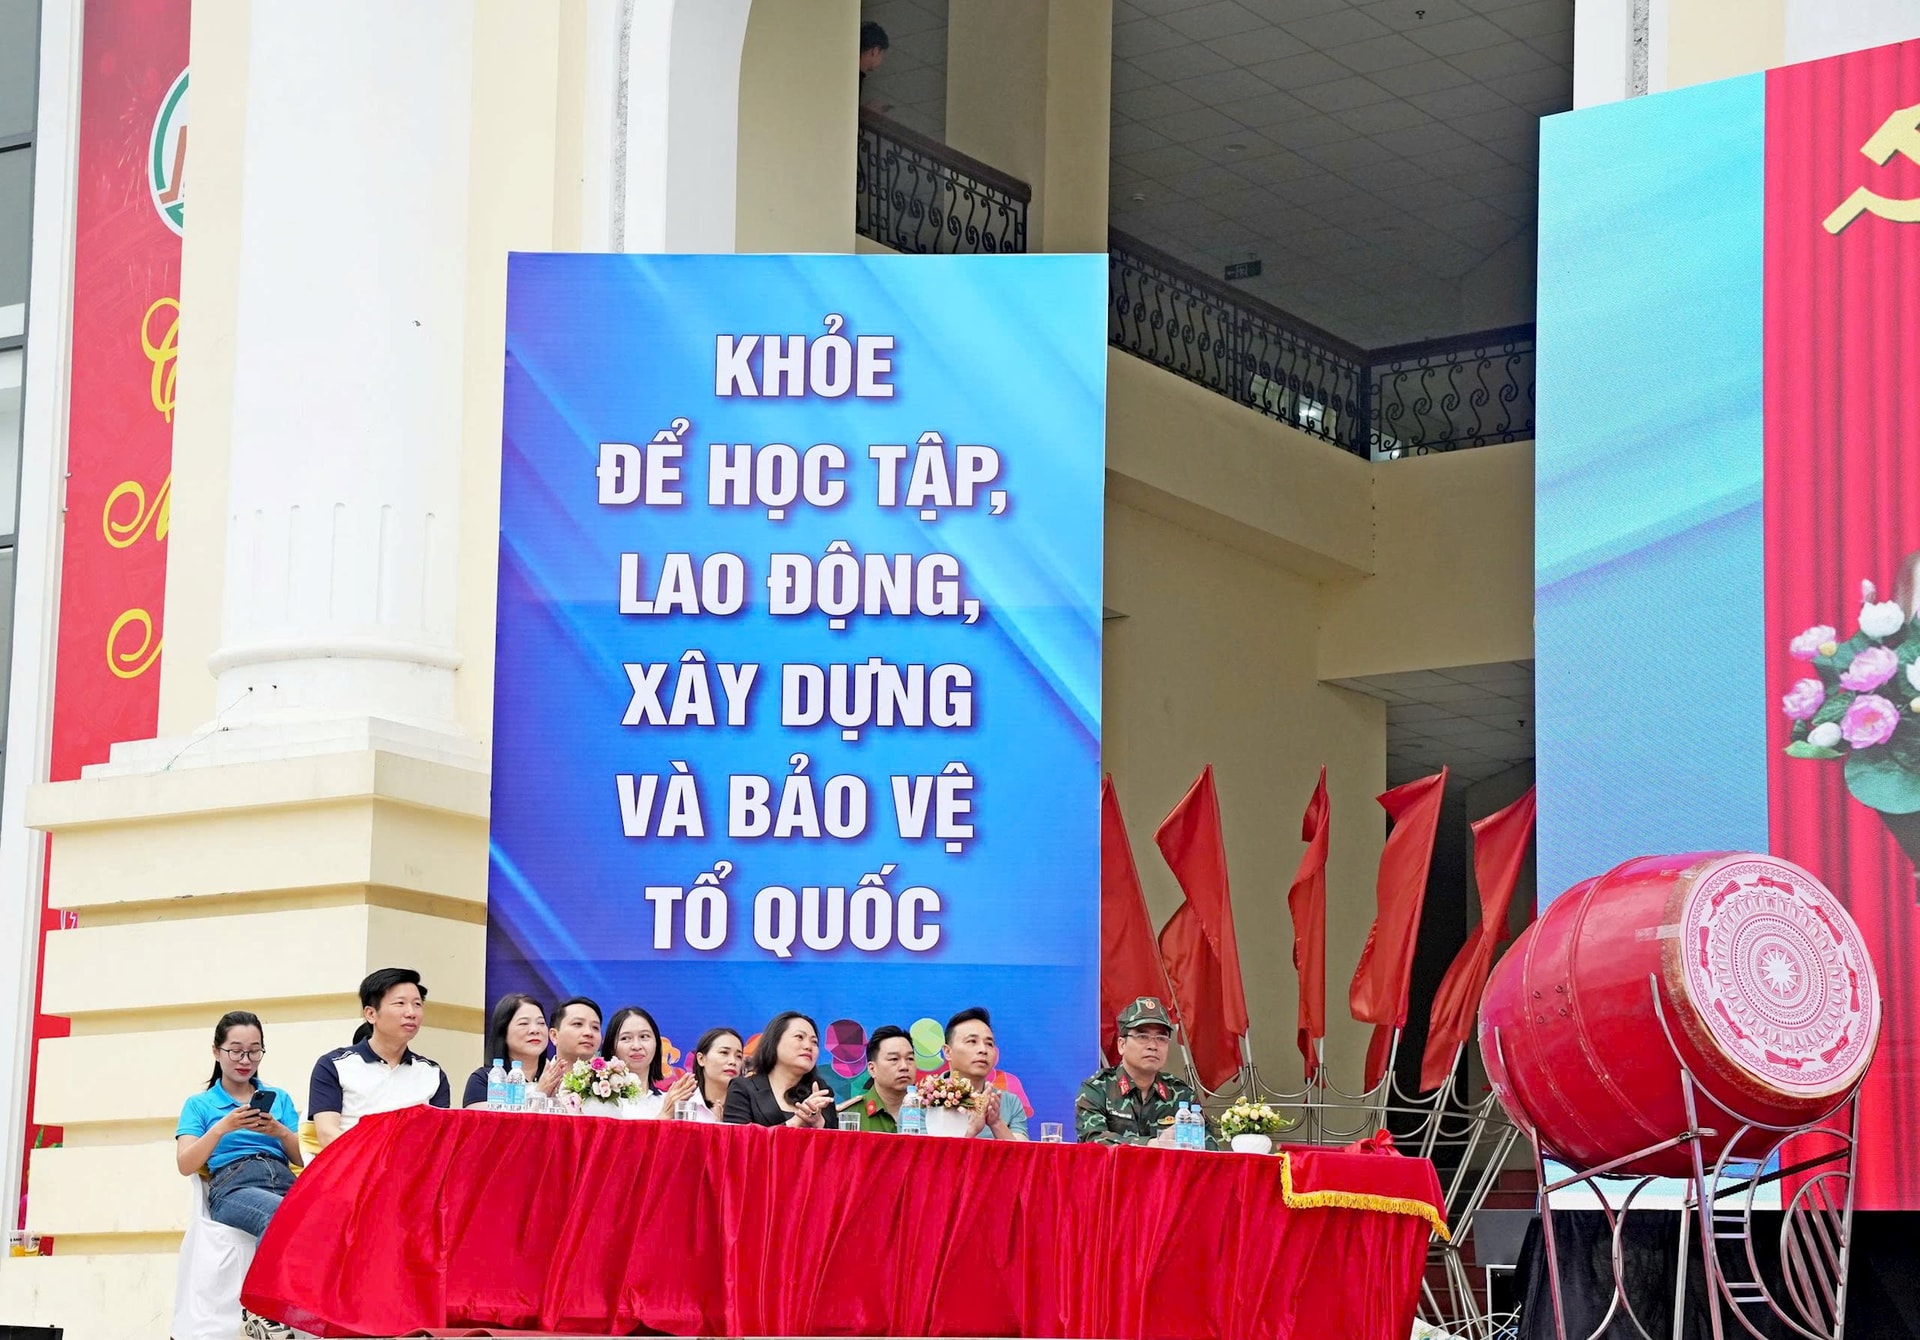 KHỎE
ĐỂ HỌC TẬP,
LAO ĐỘNG,
XÂY DỰNG
VÀ BẢO VỆ
TỔ QUỐC